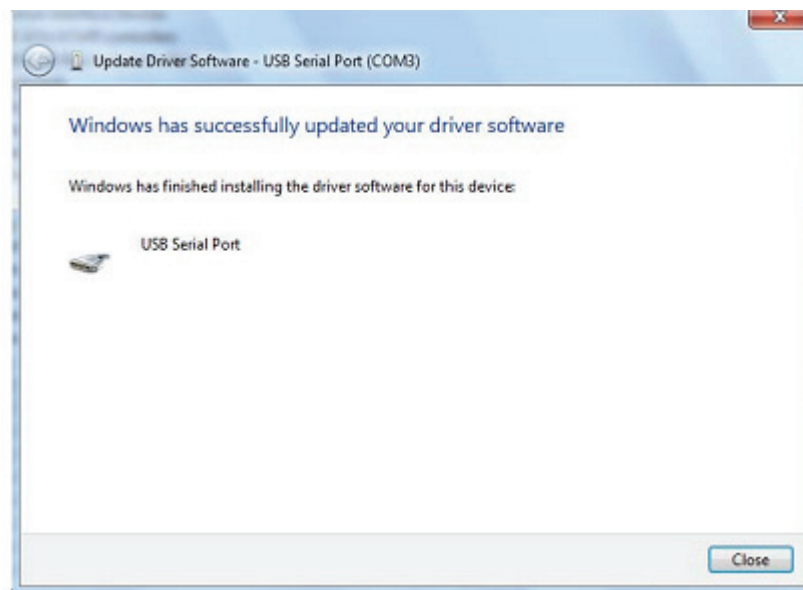 Update Driver Software - USB Serial Port (COM3)
Windows has successfully updated your driver software
Windows has finished installing the driver software for this device:
USB Serial Port
Close